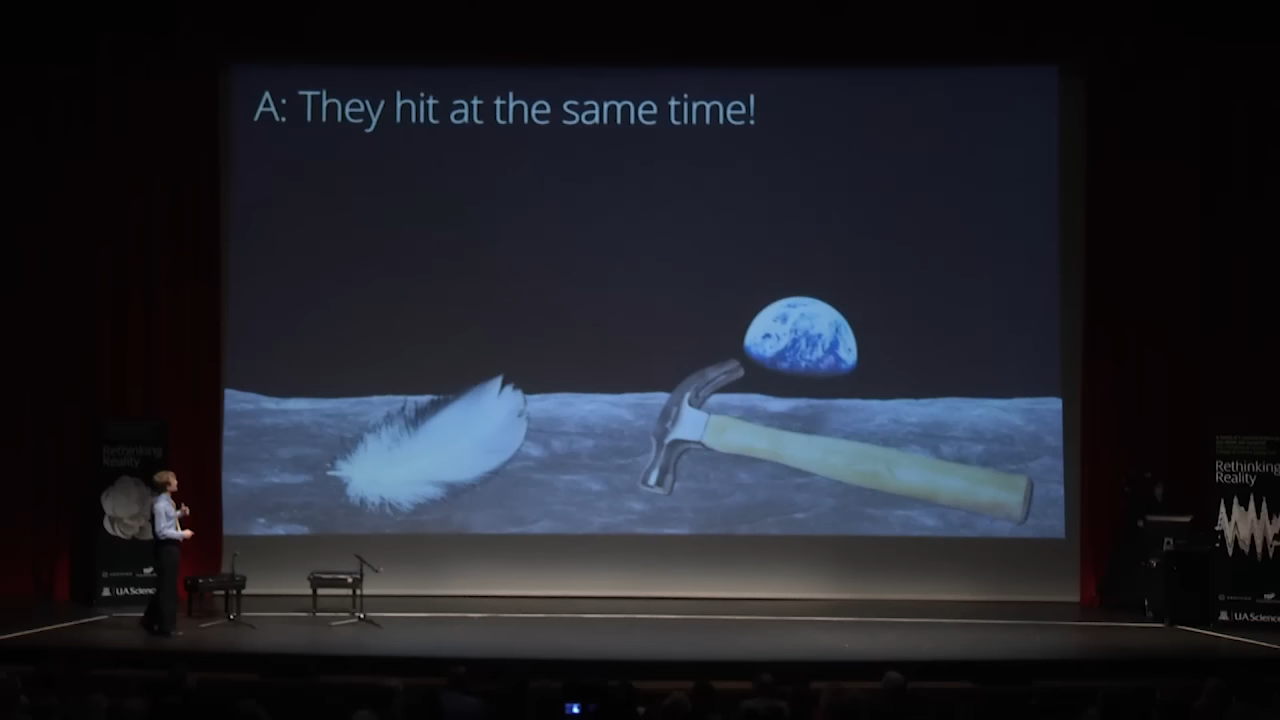 A: They hit at the same time!
Rethinking
Reality
UA Science
Rethinking
Reality
UA Science